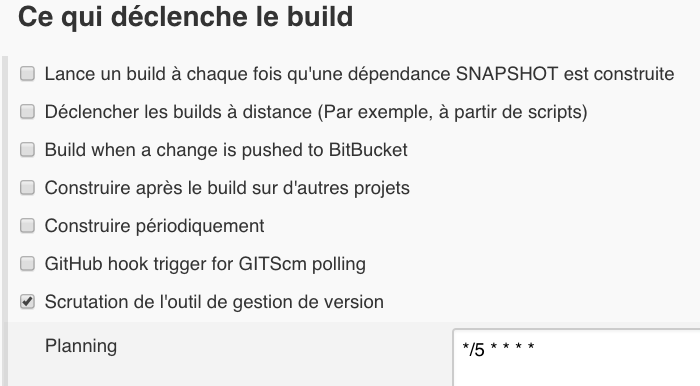 Ce qui déclenche le build
Lance un build à chaque fois qu'une dépendance SNAPSHOT est construite
Déclencher les builds à distance (Par exemple, à partir de scripts)
Build when a change is pushed to BitBucket
Construire après le build sur d'autres projets
Construire périodiquement
GitHub hook trigger for GITScm polling
Scrutation de l'outil de gestion de version
Planning
*/5 * * * *